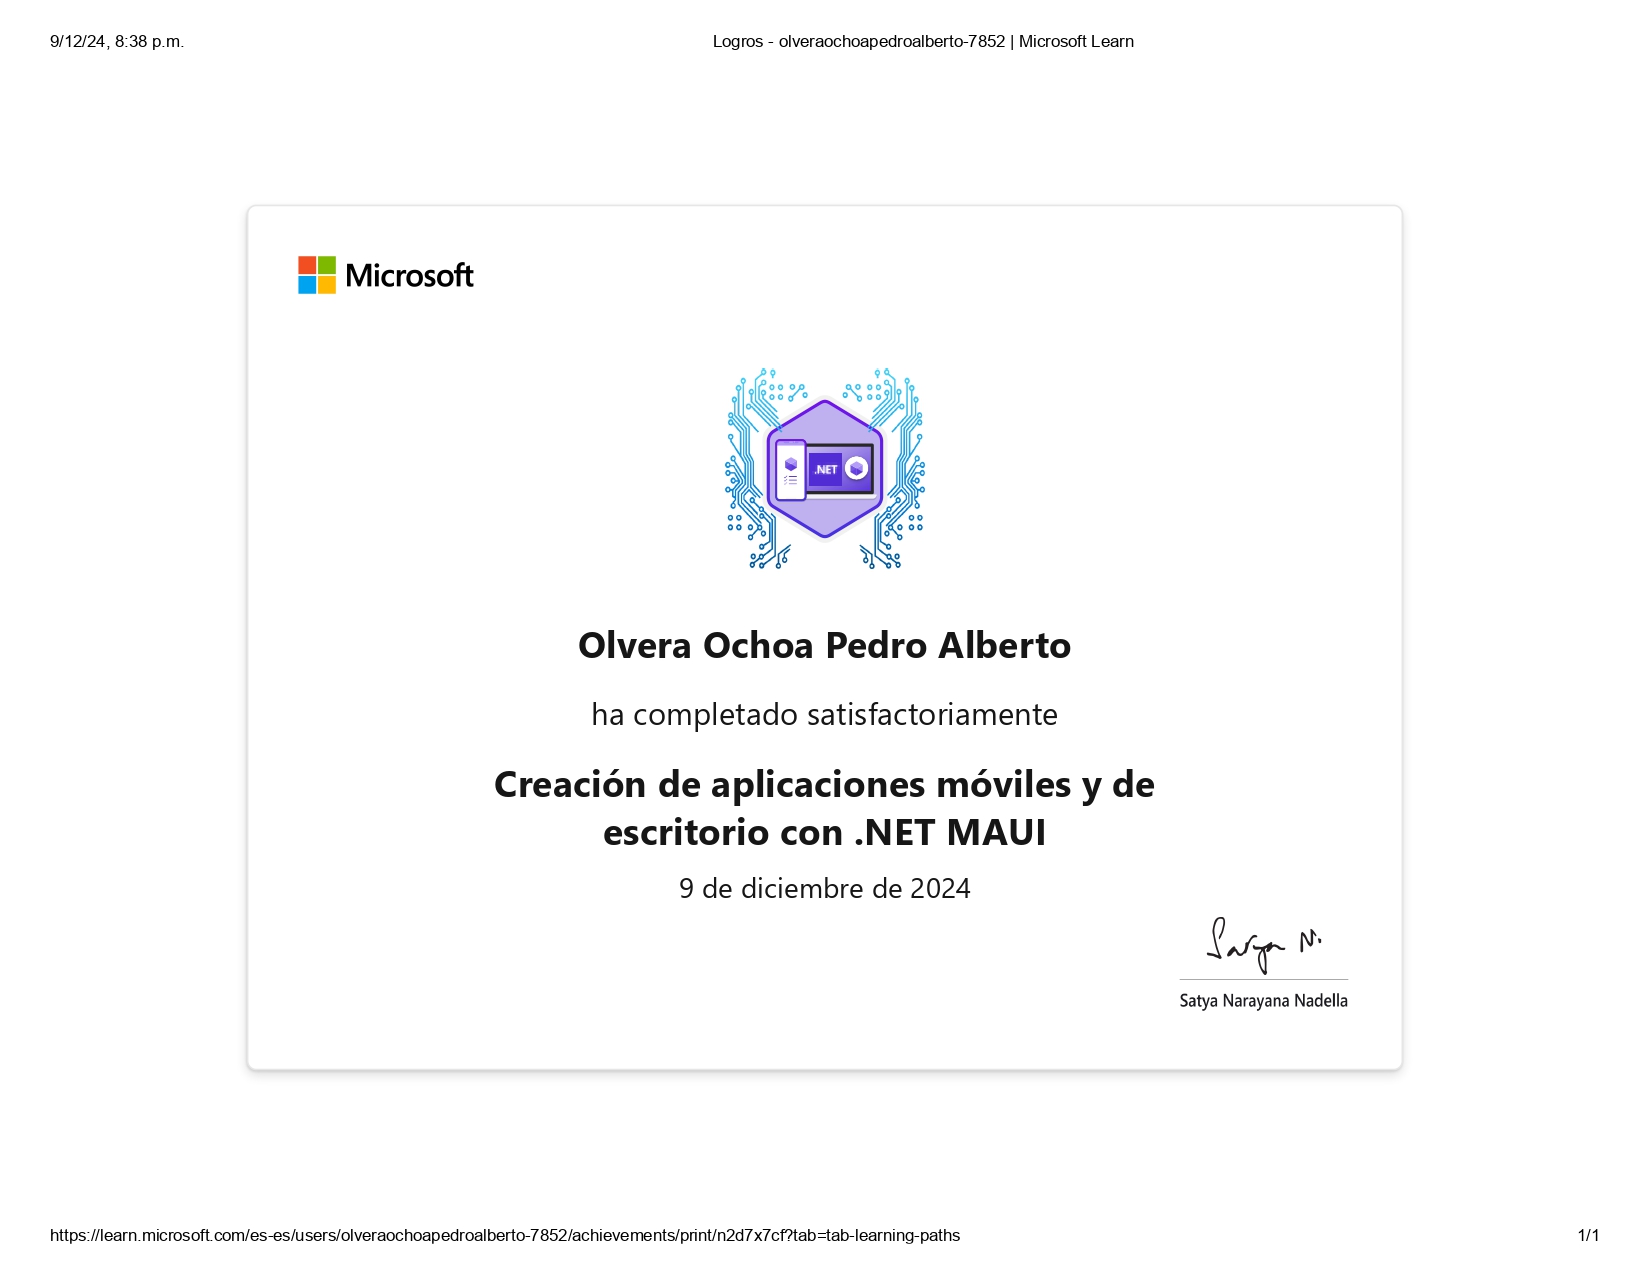 9/12/24, 8:38 p.m.
Logros - olveraochoapedroalberto-7852 | Microsoft Learn
Microsoft
.NET
Olvera Ochoa Pedro Alberto
ha completado satisfactoriamente
Creación de aplicaciones móviles y de
escritorio con .NET MAUI
9 de diciembre de 2024
Satya N.
Satya Narayana Nadella
https://learn.microsoft.com/es-es/users/olveraochoapedroalberto-7852/achievements/print/n2d7x7cf?tab=tab-learning-paths
1/1